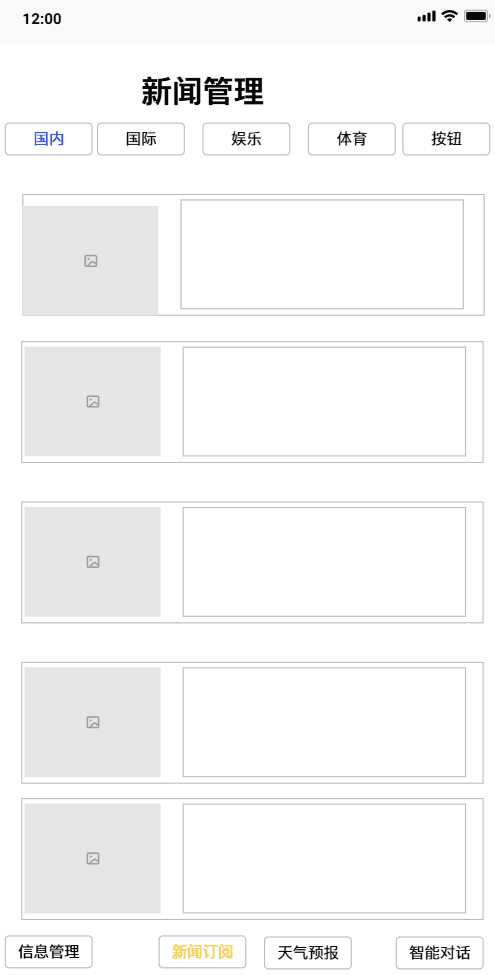 12:00
新闻管理
国内 国际 娱乐 体育 按钮
信息管理 新闻订阅 天气预报 智能对话